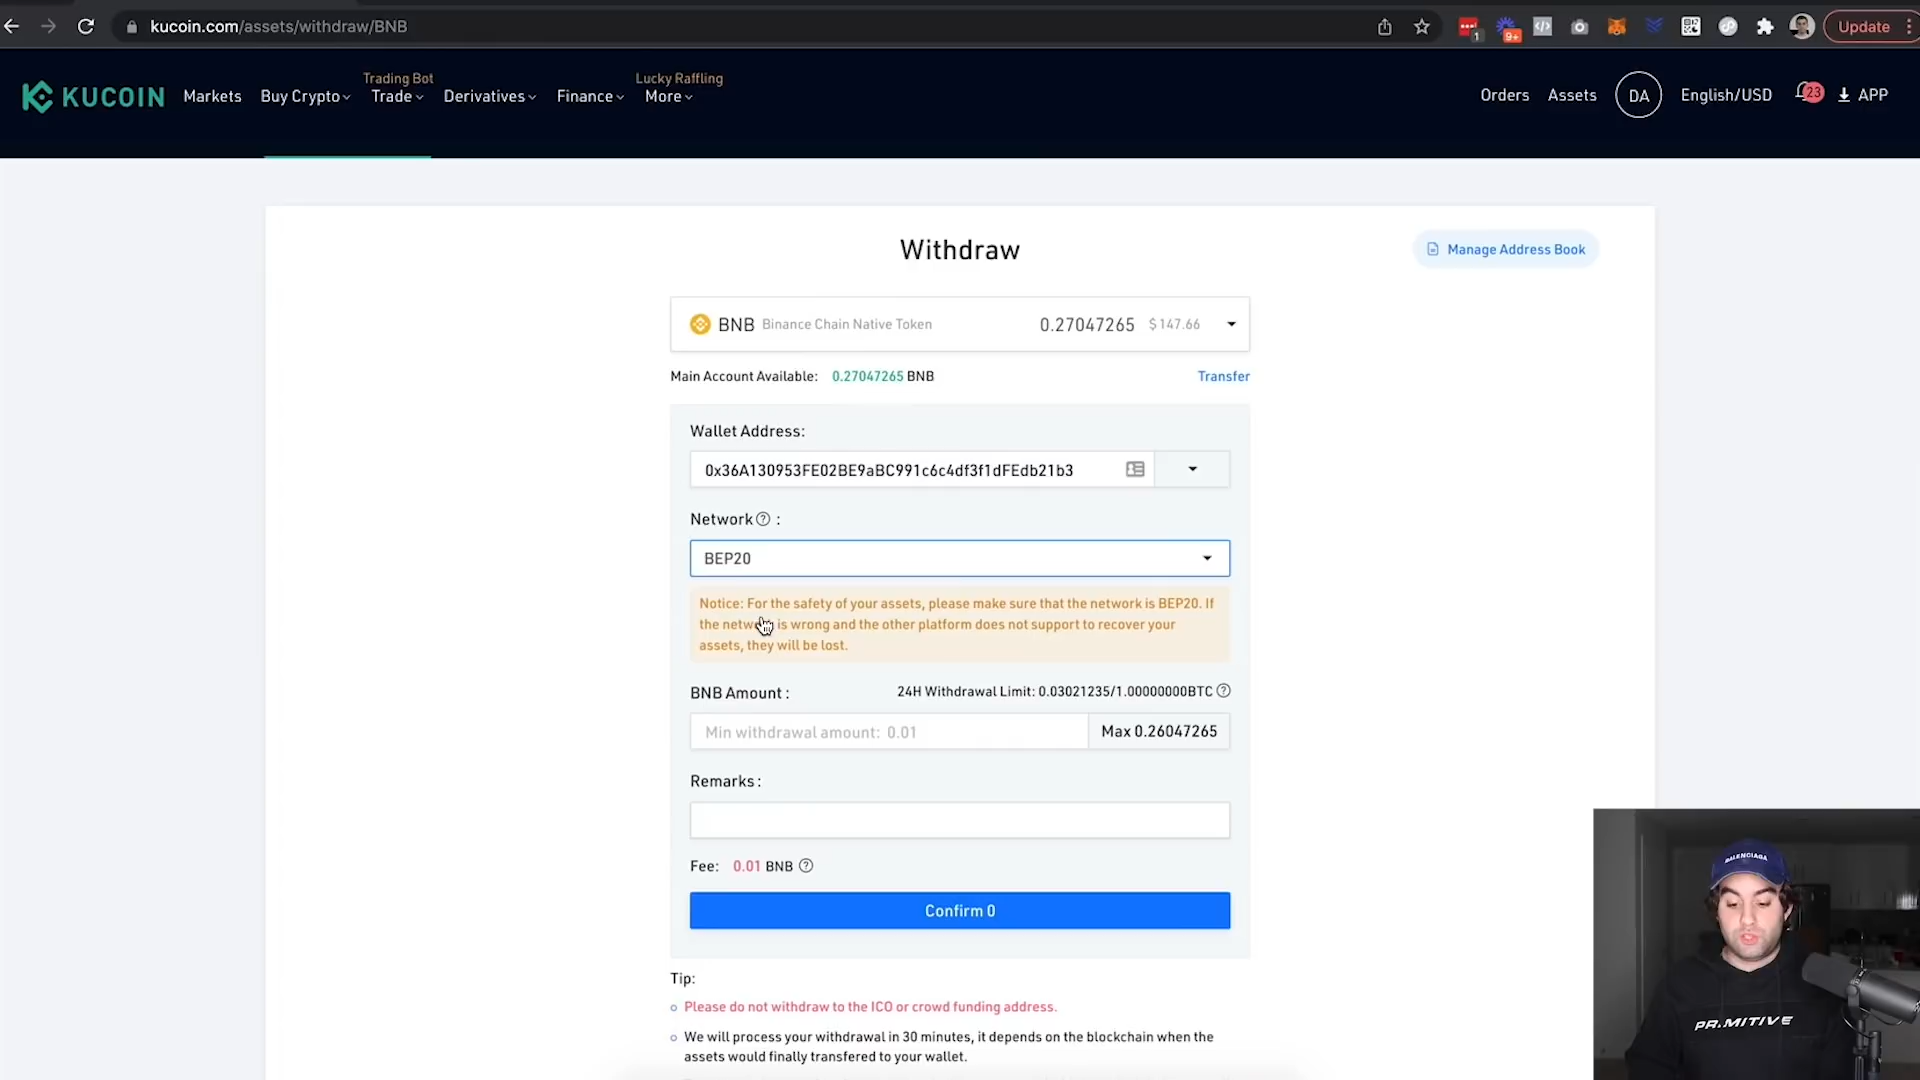 kucoin.com/assets/withdraw/BNB
1
9+
Update
KUCOIN
Markets
Buy Crypto
Trading Bot
Trade
Derivatives
Finance
Lucky Raffling
More
Orders
Assets
DA
English/USD
23
APP
Withdraw
Manage Address Book
BNB Binance Chain Native Token 0.27047265 $147.66
Main Account Available: 0.27047265 BNB Transfer
Wallet Address:
0x36A130953FE02BE9aBC991c6c4df3f1dFEdb21b3
Network ? :
BEP20
Notice: For the safety of your assets, please make sure that the network is BEP20. If
the network is wrong and the other platform does not support to recover your
assets, they will be lost.
BNB Amount : 24H Withdrawal Limit: 0.03021235/1.00000000BTC ?
Min withdrawal amount: 0.01 Max 0.26047265
Remarks :
Fee: 0.01 BNB ?
Confirm 0
Tip:
Please do not withdraw to the ICO or crowd funding address.
We will process your withdrawal in 30 minutes, it depends on the blockchain when the
assets would finally transfered to your wallet.
BALENCIAGA
PR.MITIVE